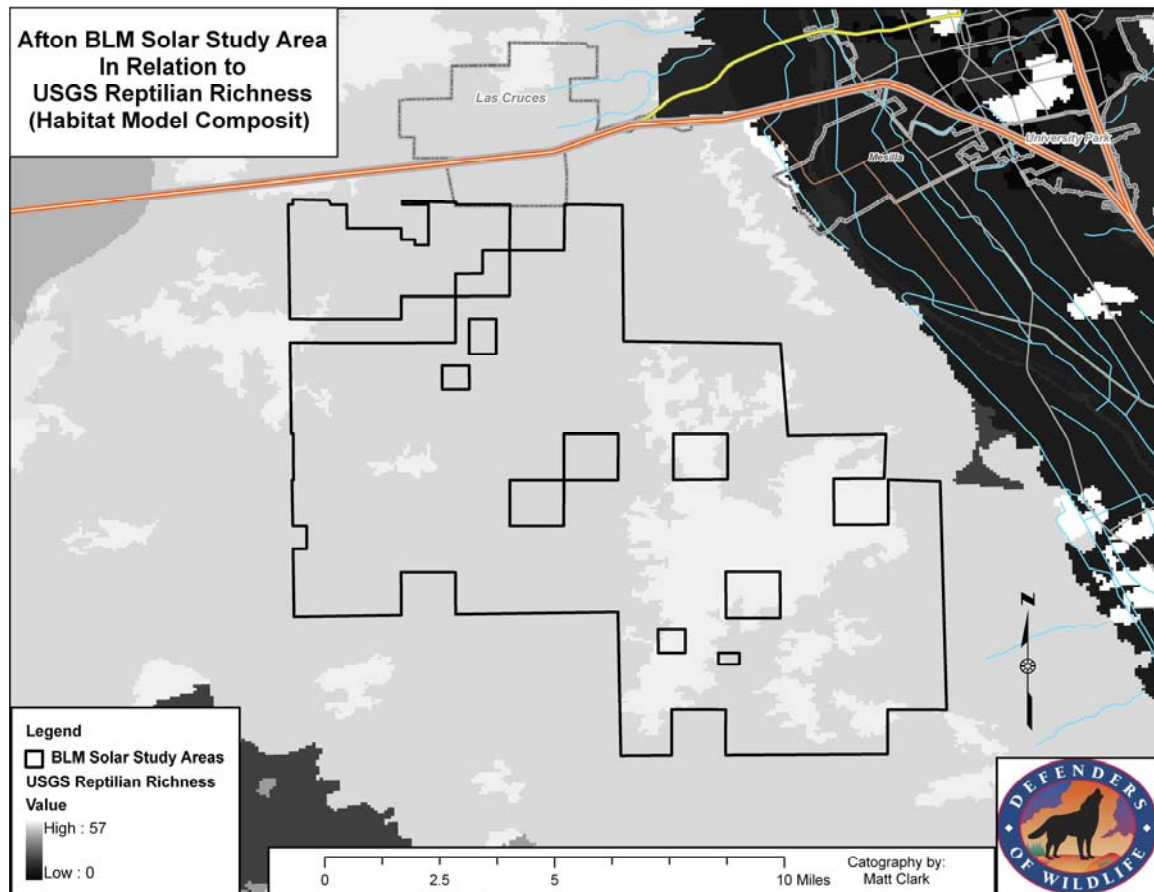 Afton BLM Solar Study Area
In Relation to
USGS Reptilian Richness
(Habitat Model Composit)
Las Cruces
University Park
Mesilla
N
Legend
BLM Solar Study Areas
USGS Reptilian Richness
Value
High : 57
Low : 0
0 2.5 5 10 Miles
Catography by:
Matt Clark
DEFENDERS
OF WILDLIFE